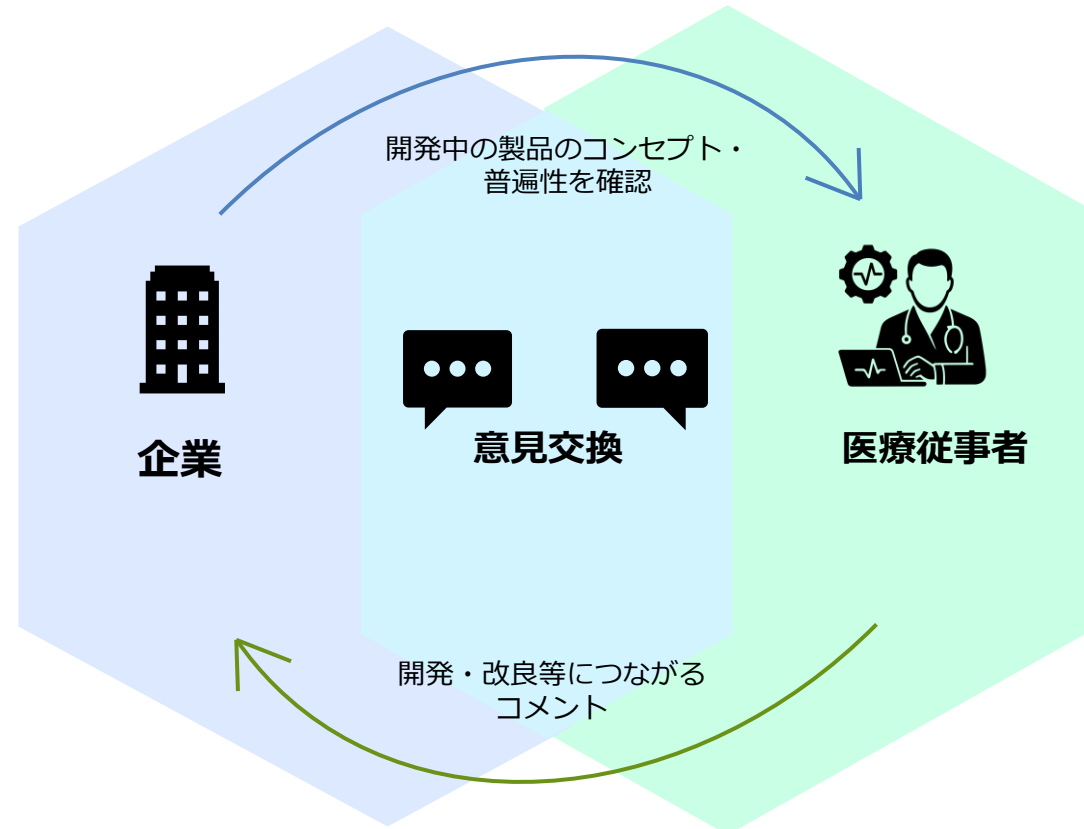 開発中の製品のコンセプト・
普遍性を確認
企業
意見交換
医療従事者
開発・改良等につながる
コメント